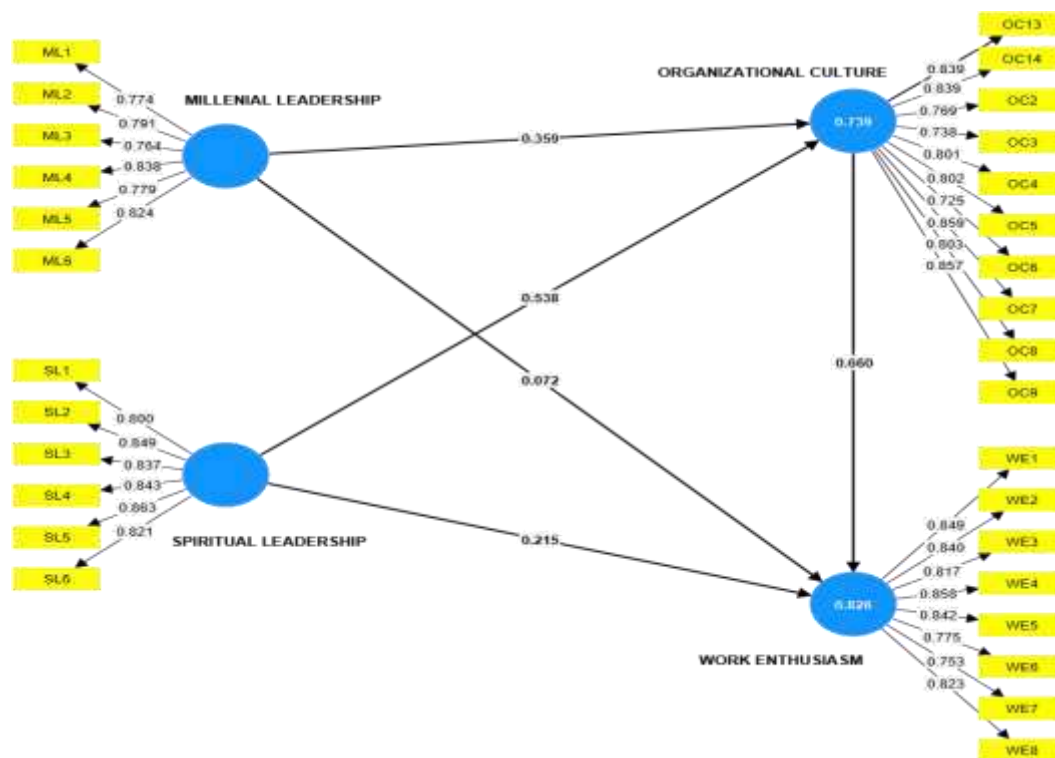 ML1
ML2
ML3
ML4
ML5
ML6
0.774
0.791
0.764
0.838
0.779
0.824
MILLENIAL LEADERSHIP
SL1
SL2
SL3
SL4
SL5
SL6
0.800
0.849
0.837
0.843
0.863
0.821
SPIRITUAL LEADERSHIP
0.359
0.538
0.072
0.215
0.660
ORGANIZATIONAL CULTURE
0.739
0.839
0.839
0.769
0.738
0.801
0.802
0.725
0.859
0.803
0.857
OC13
OC14
OC2
OC3
OC4
OC5
OC6
OC7
OC8
OC9
WORK ENTHUSIASM
0.826
0.849
0.840
0.817
0.858
0.842
0.775
0.753
0.823
WE1
WE2
WE3
WE4
WE5
WE6
WE7
WE8